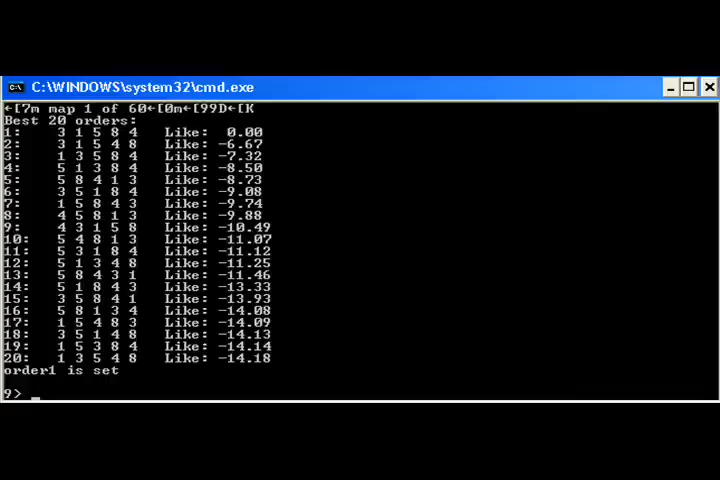 C:\WINDOWS\system32\cmd.exe
←[7m map 1 of 60←[0m←[99D←[K
Best 20 orders:
1: 3 1 5 8 4 Like: 0.00
2: 3 1 5 4 8 Like: -6.67
3: 1 3 5 8 4 Like: -7.32
4: 5 1 3 8 4 Like: -8.50
5: 5 8 4 1 3 Like: -8.73
6: 3 5 1 8 4 Like: -9.08
7: 1 5 8 4 3 Like: -9.74
8: 4 5 8 1 3 Like: -9.88
9: 4 3 1 5 8 Like: -10.49
10: 5 4 8 1 3 Like: -11.07
11: 5 3 1 8 4 Like: -11.12
12: 5 1 3 4 8 Like: -11.25
13: 5 8 4 3 1 Like: -11.46
14: 5 1 8 4 3 Like: -13.33
15: 3 5 8 4 1 Like: -13.93
16: 5 8 1 3 4 Like: -14.08
17: 1 5 4 8 3 Like: -14.09
18: 3 5 1 4 8 Like: -14.13
19: 1 5 3 8 4 Like: -14.14
20: 1 3 5 4 8 Like: -14.18
order1 is set
9> _